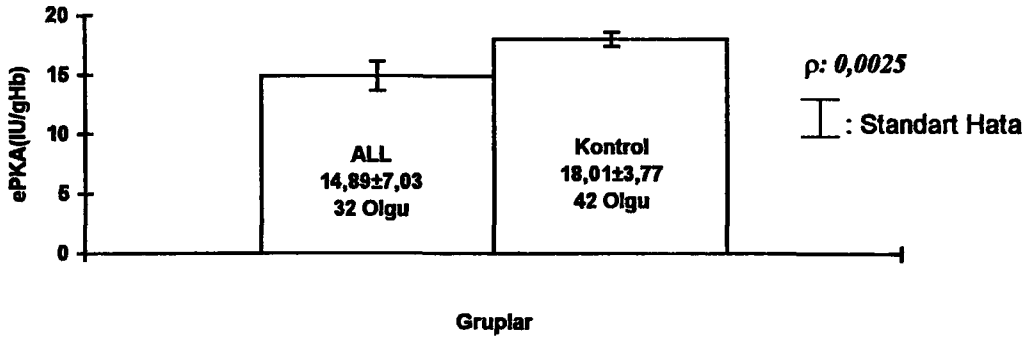 20
15
10
5
0
ePKA(IU/gHb)
ALL
14,89±7,03
32 Olgu
Kontrol
18,01±3,77
42 Olgu
ρ: 0,0025
: Standart Hata
Gruplar